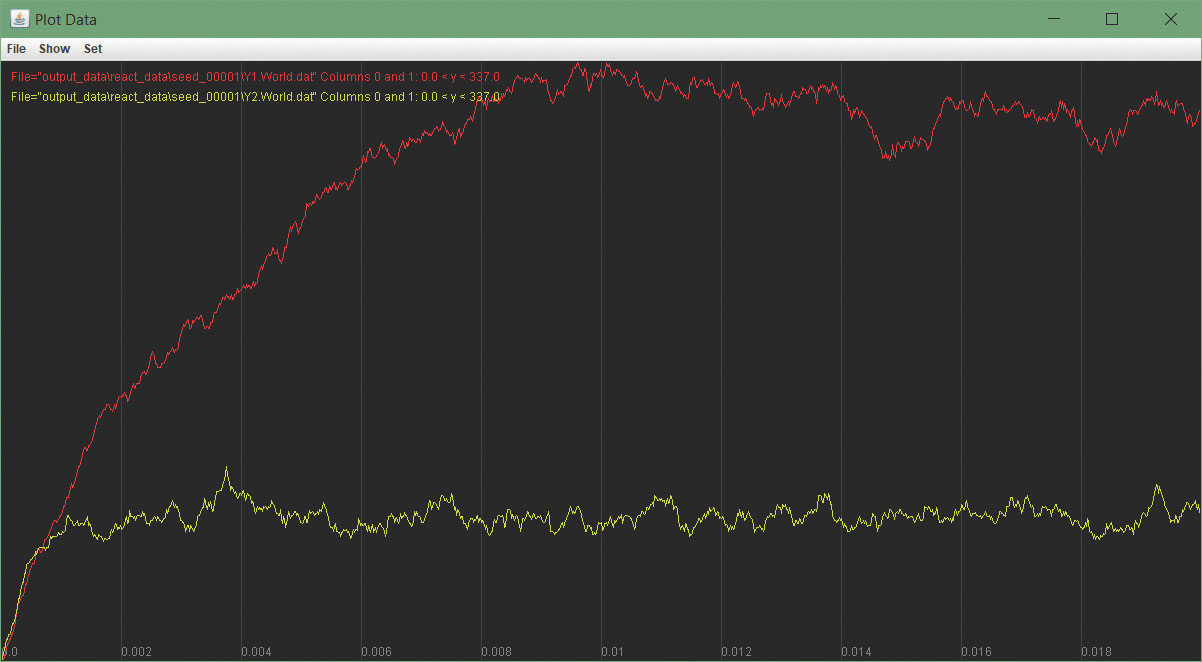 Plot Data
File Show Set
File="output_data\react_data\seed_00001\Y1.World.dat" Columns 0 and 1: 0.0 < y < 337.0
File="output_data\react_data\seed_00001\Y2.World.dat" Columns 0 and 1: 0.0 < y < 337.0
0.0 0.002 0.004 0.006 0.008 0.01 0.012 0.014 0.016 0.018